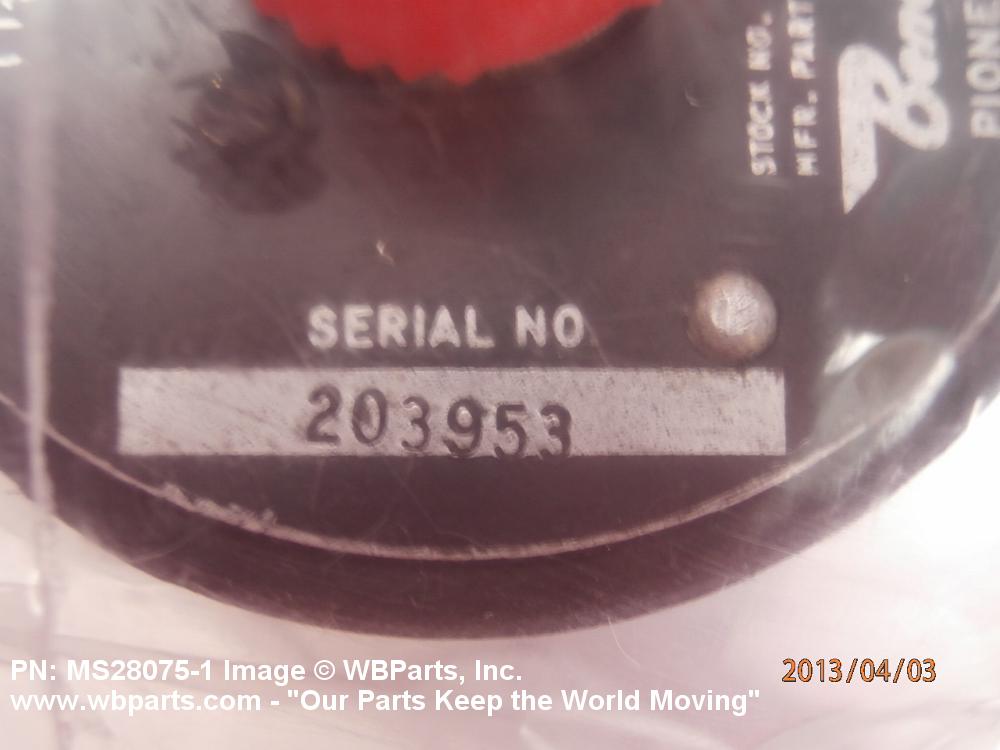 STOCK NO.
MFR. PART
SERIAL NO
203953
PN: MS28075-1 Image © WBParts, Inc.
www.wbparts.com - "Our Parts Keep the World Moving"
2013/04/03